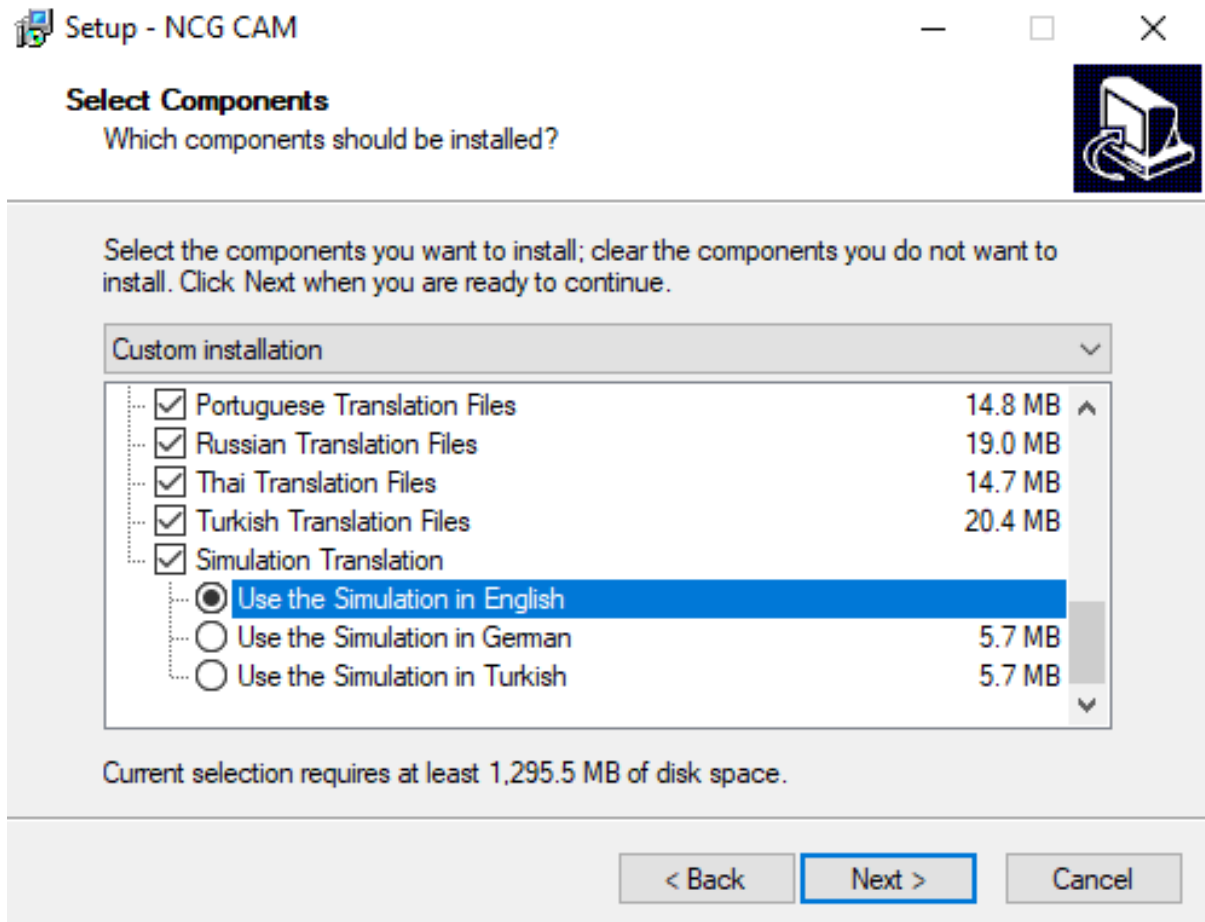 Setup - NCG CAM
Select Components
Which components should be installed?
Select the components you want to install; clear the components you do not want to
install. Click Next when you are ready to continue.
Custom installation
Portuguese Translation Files 14.8 MB
Russian Translation Files 19.0 MB
Thai Translation Files 14.7 MB
Turkish Translation Files 20.4 MB
Simulation Translation
Use the Simulation in English
Use the Simulation in German 5.7 MB
Use the Simulation in Turkish 5.7 MB
Current selection requires at least 1,295.5 MB of disk space.
< Back Next > Cancel